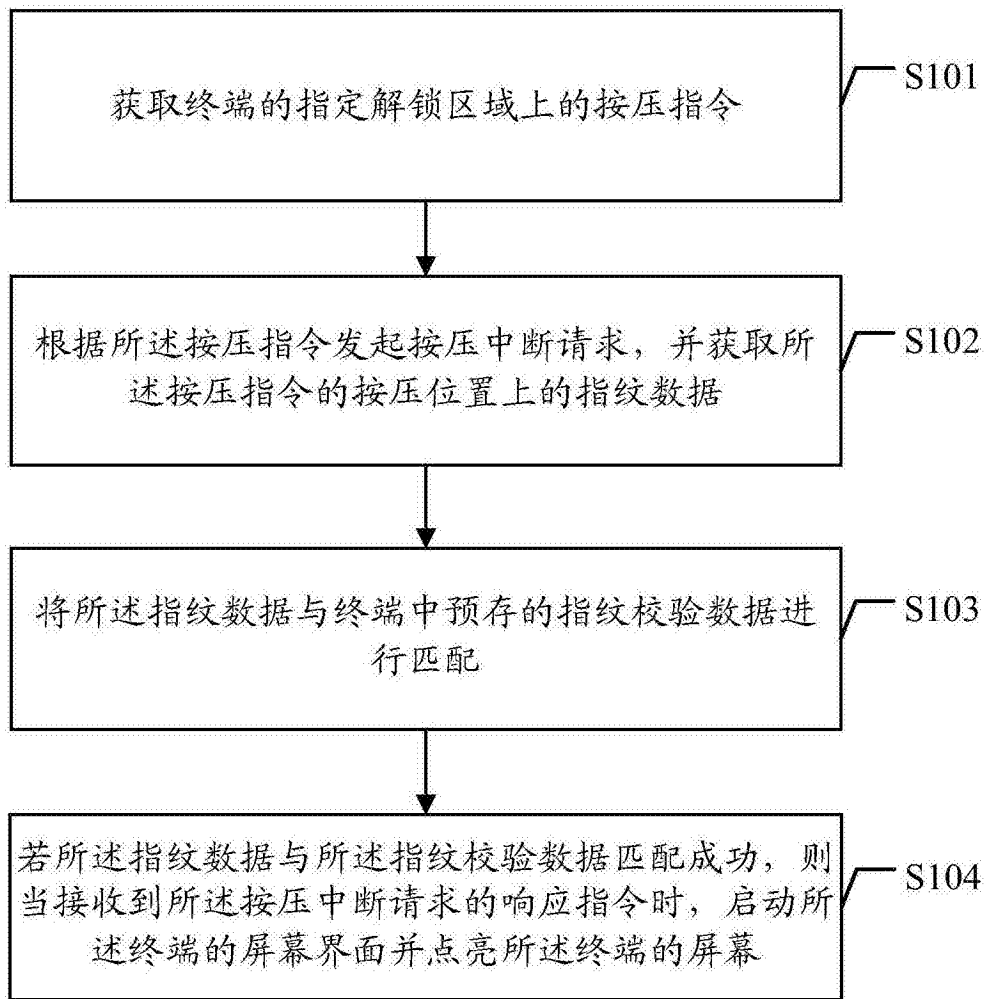 获取终端的指定解锁区域上的按压指令
S101
根据所述按压指令发起按压中断请求，并获取所
述按压指令的按压位置上的指纹数据
S102
将所述指纹数据与终端中预存的指纹校验数据进
行匹配
S103
若所述指纹数据与所述指纹校验数据匹配成功，则
当接收到所述按压中断请求的响应指令时，启动所
述终端的屏幕界面并点亮所述终端的屏幕
S104